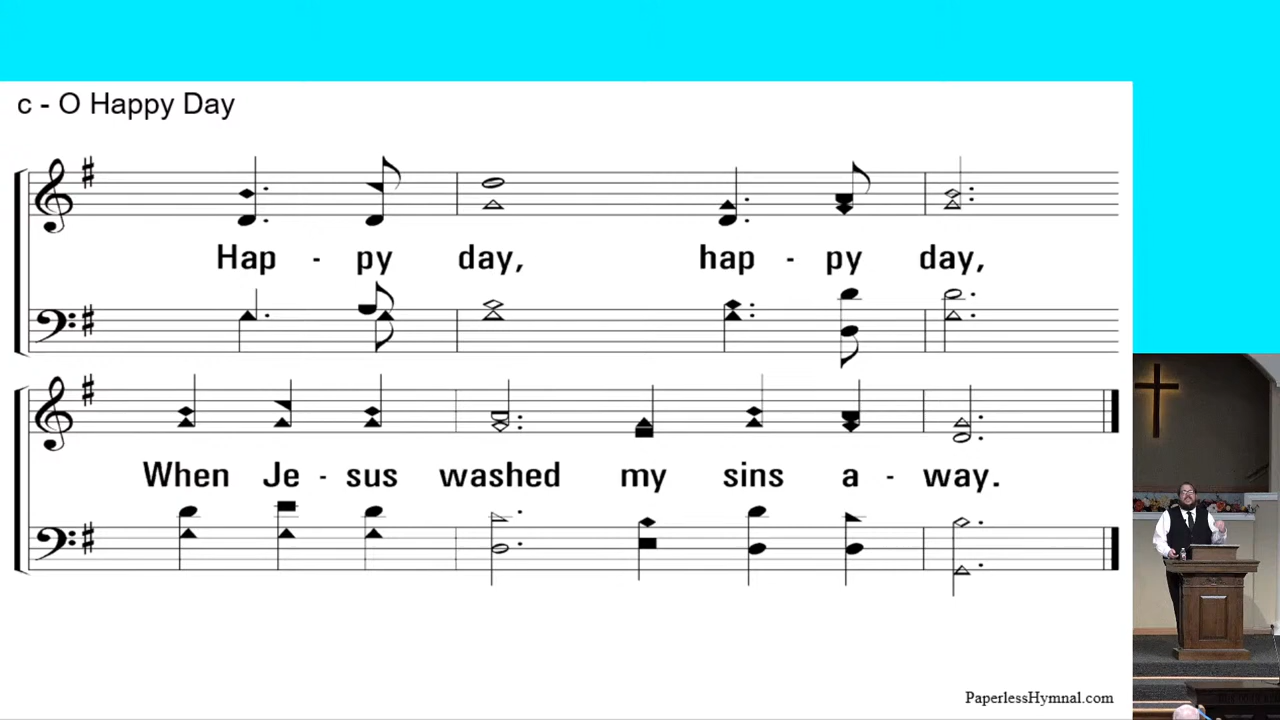 c - O Happy Day
Hap - py day, hap - py day,
When Je - sus washed my sins a - way.
PaperlessHymnal.com